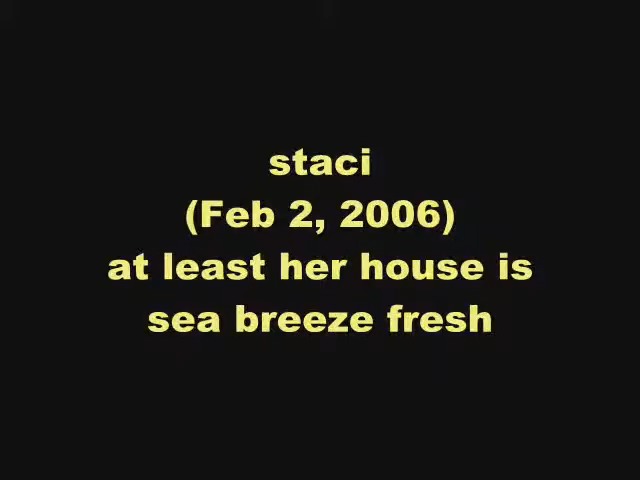 staci
(Feb 2, 2006)
at least her house is
sea breeze fresh